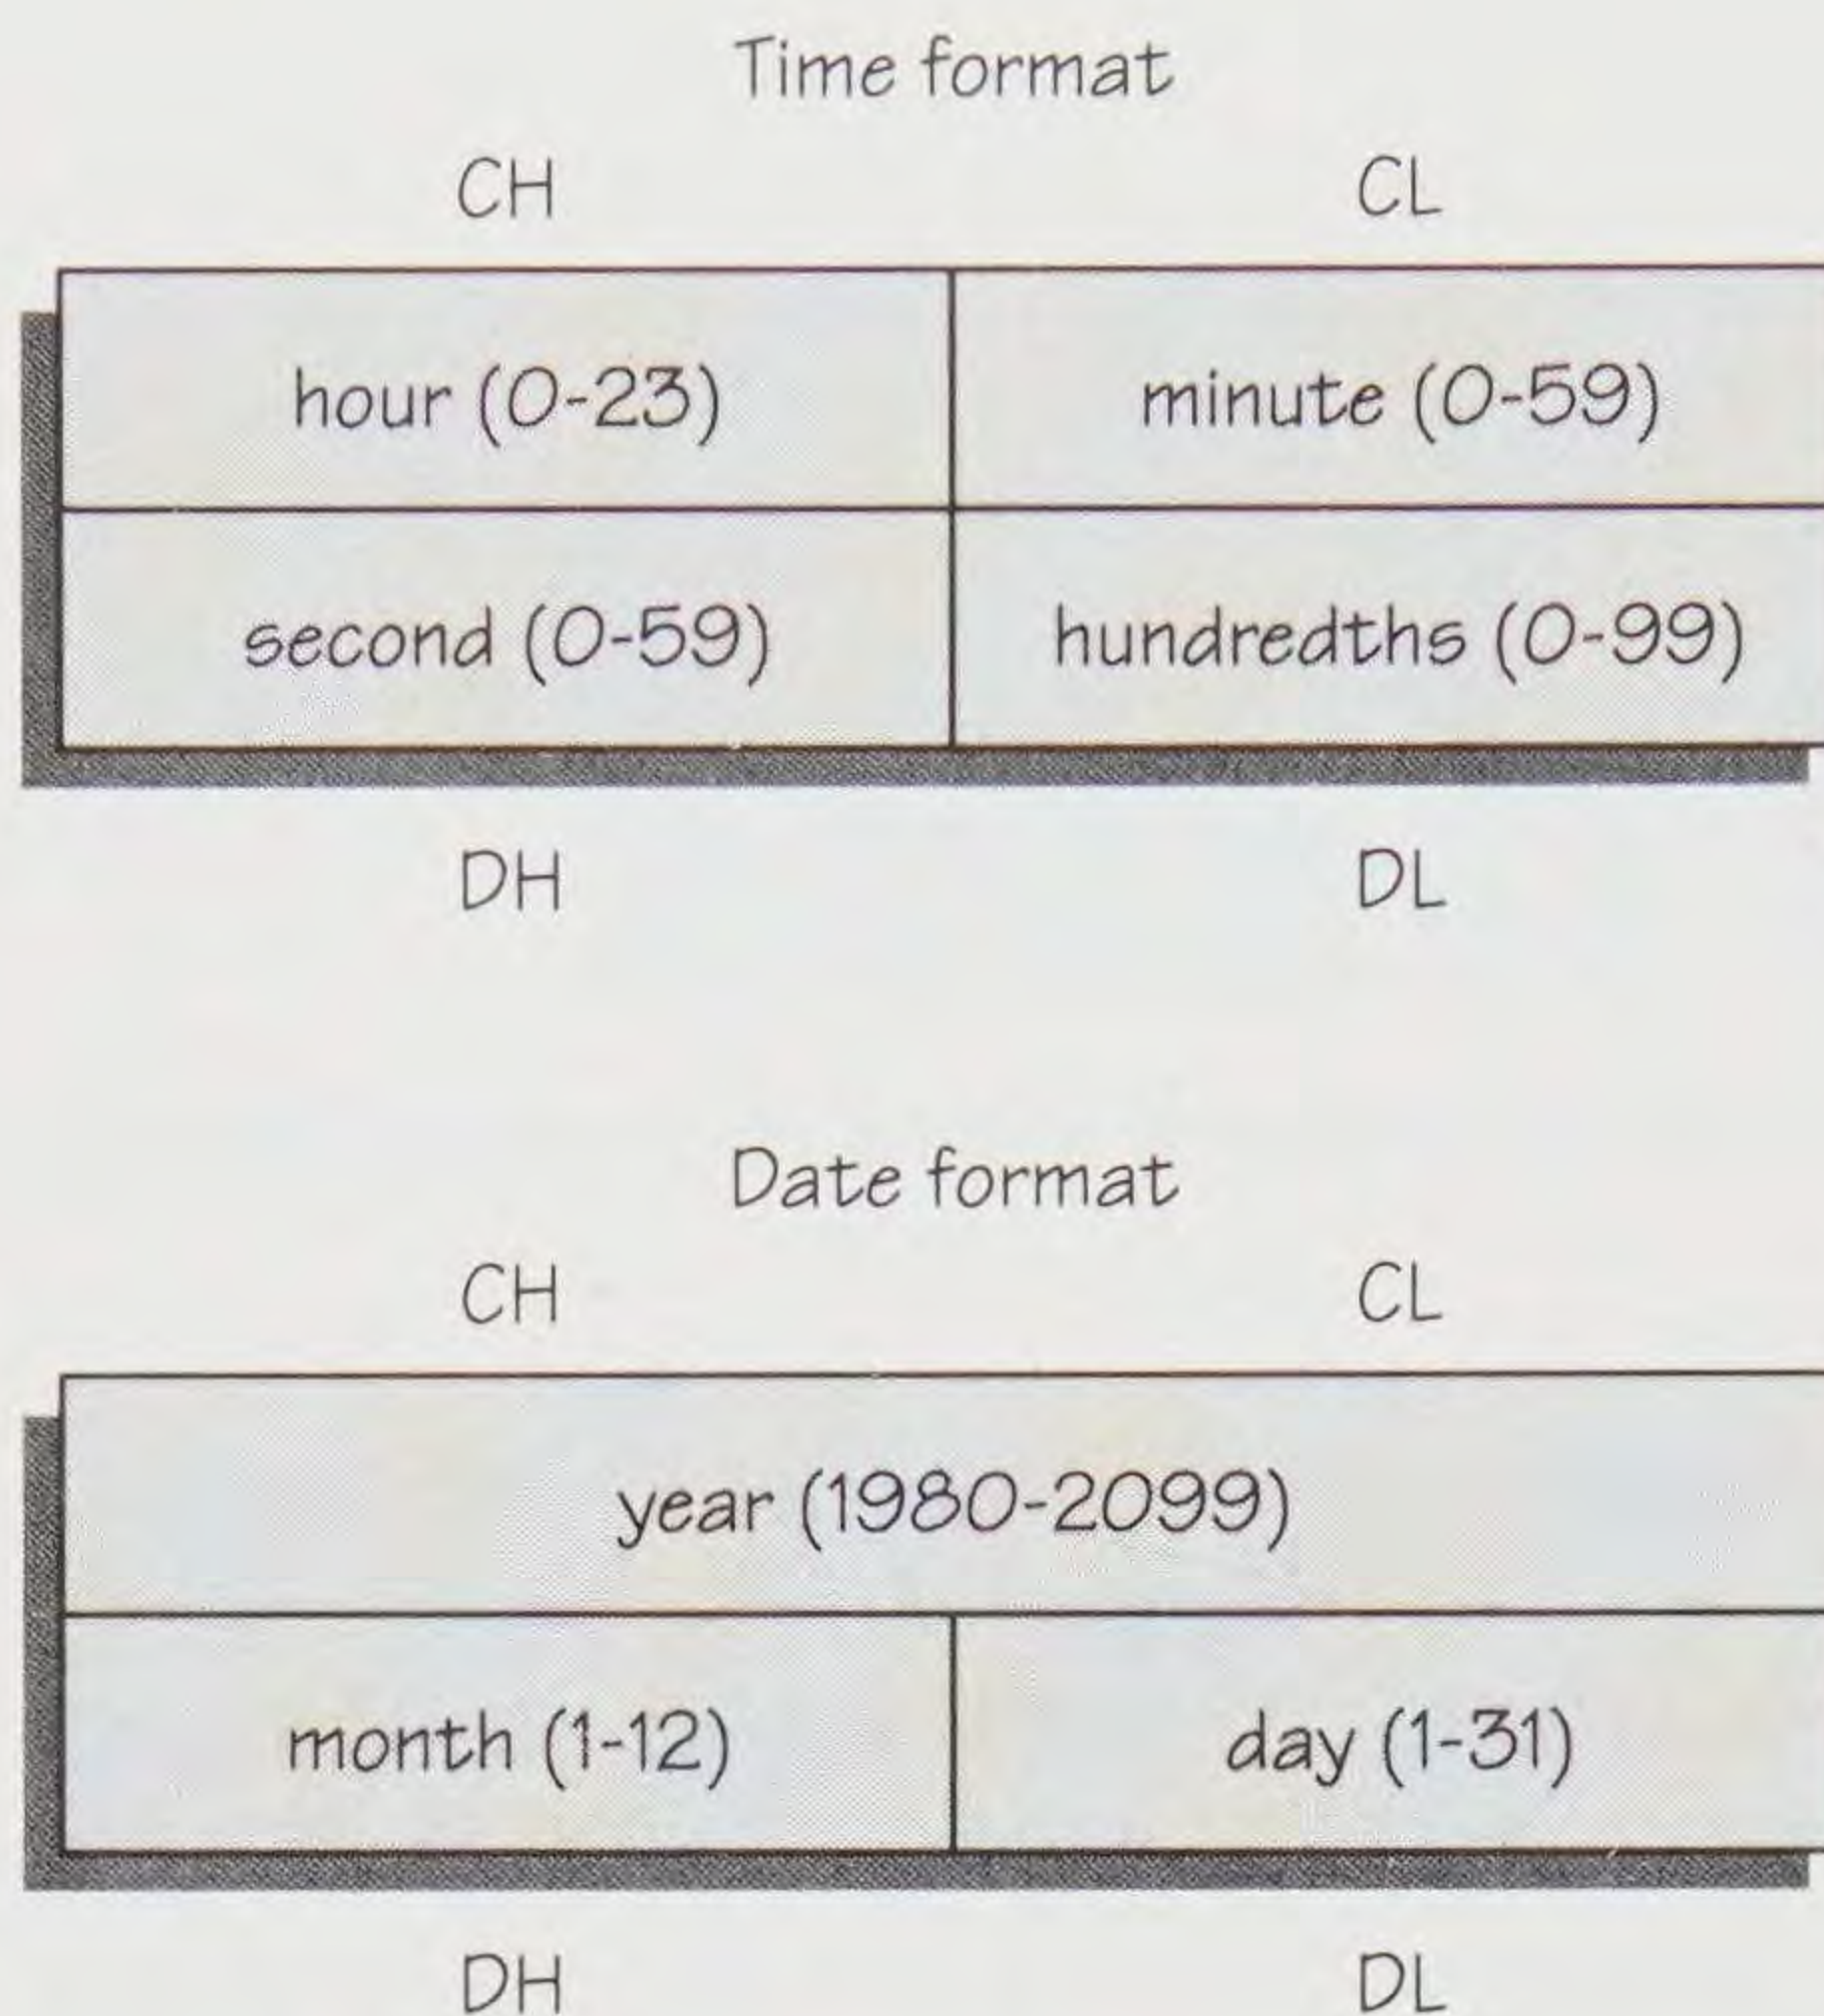 Time format
CH CL
hour (0-23) minute (0-59)
second (0-59) hundredths (0-99)
DH DL
Date format
CH CL
year (1980-2099)
month (1-12) day (1-31)
DH DL